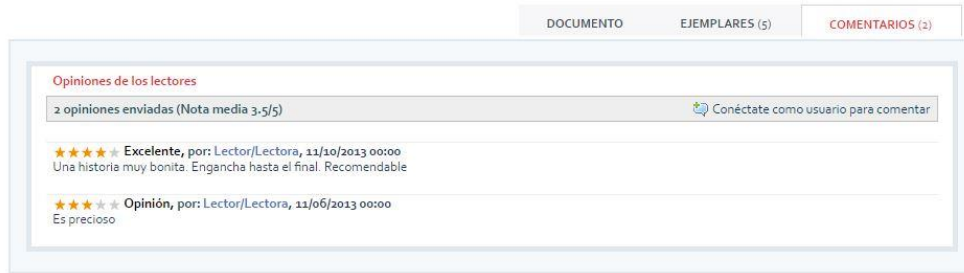 DOCUMENTO EJEMPLARES (5) COMENTARIOS (2)
Opiniones de los lectores
2 opiniones enviadas (Nota media 3.5/5) Conéctate como usuario para comentar
Excelente, por: Lector/Lectora, 11/10/2013 00:00
Una historia muy bonita. Engancha hasta el final. Recomendable
Opinión, por: Lector/Lectora, 11/06/2013 00:00
Es precioso